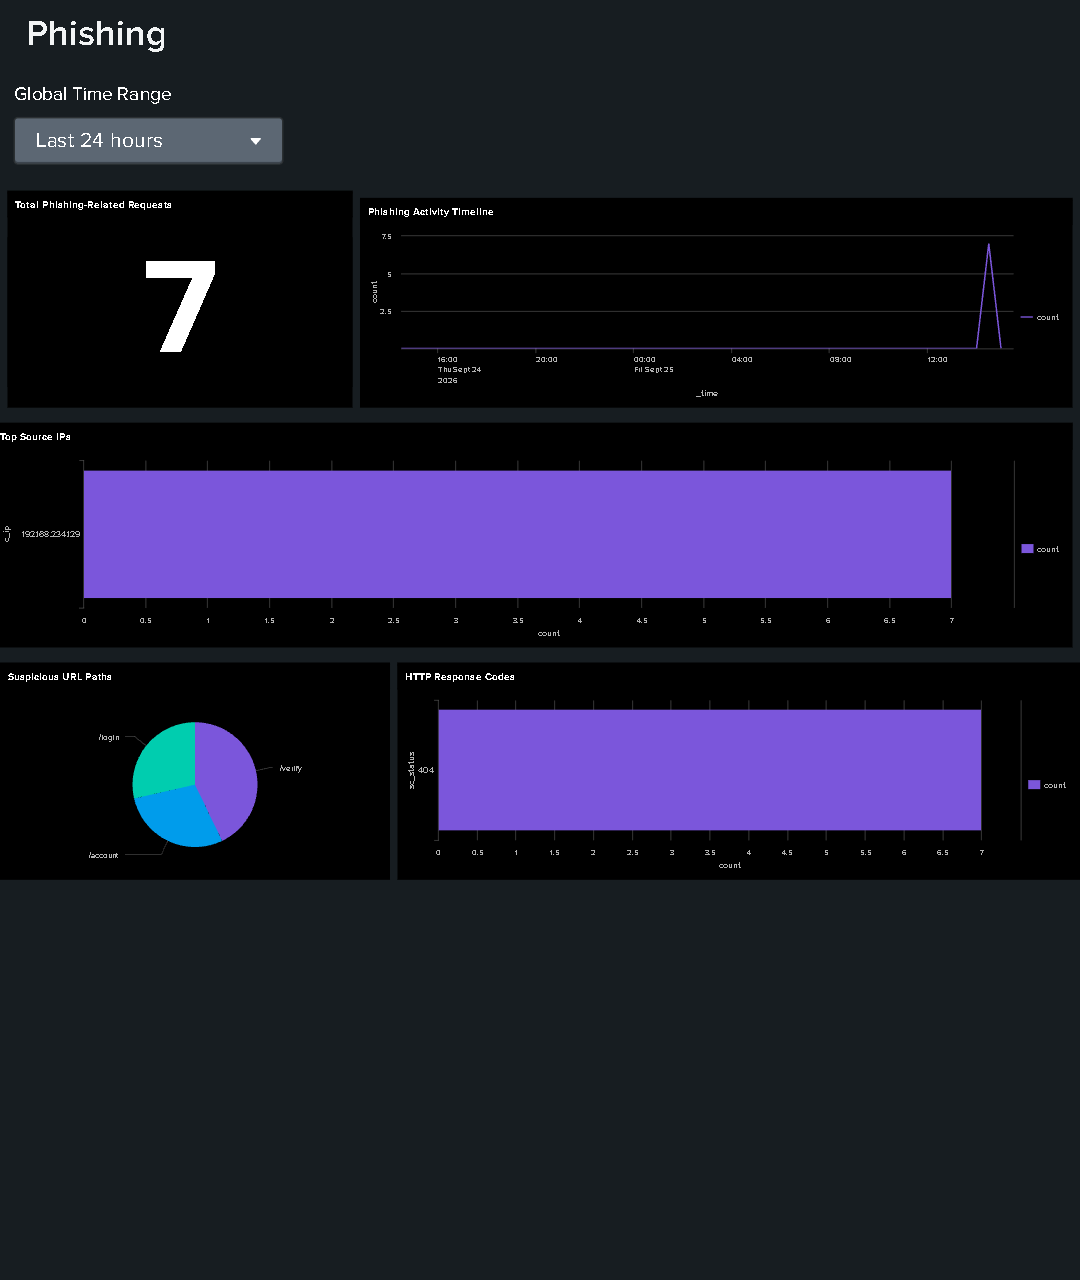 Phishing
Global Time Range
Last 24 hours
Total Phishing-Related Requests
7
Phishing Activity Timeline
7.5
5
2.5
count
count
16:00
20:00
00:00
04:00
08:00
12:00
Thu Sept 24
Fri Sept 25
2026
_time
Top Source IPs
c_ip
192.168.234.129
count
0
0.5
1
1.5
2
2.5
3
3.5
4
4.5
5
5.5
6
6.5
7
count
Suspicious URL Paths
/login
/verify
/account
HTTP Response Codes
sc_status
404
count
0
0.5
1
1.5
2
2.5
3
3.5
4
4.5
5
5.5
6
6.5
7
count